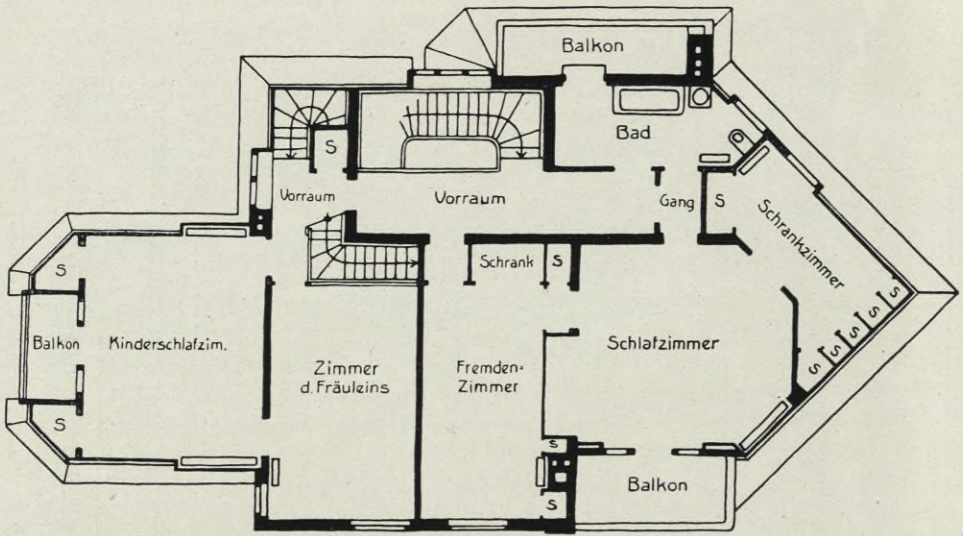 Balkon
Bad
S
Vorraum
Vorraum
Gang
S
Schrankzimmer
S
Schrank
S
S
S
S
S
S
Balkon
Kinderschlafzim.
Zimmer
d. Fräuleins
Fremden-
Zimmer
Schlafzimmer
S
S
S
Balkon